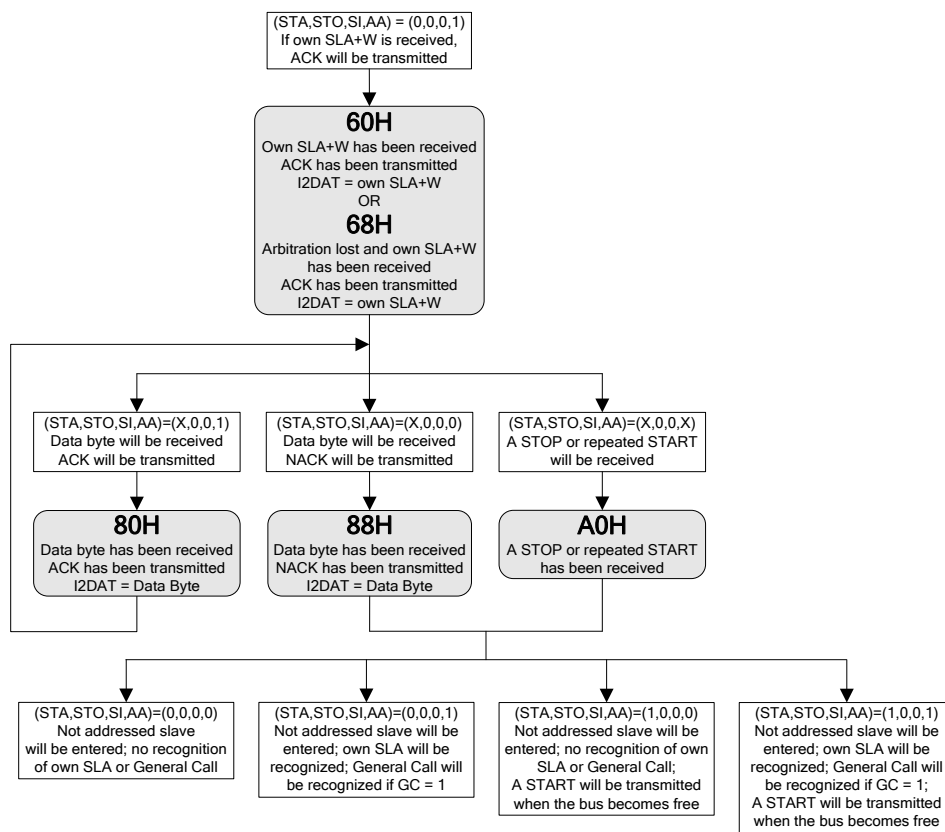 (STA,STO,SI,AA) = (0,0,0,1)
If own SLA+W is received,
ACK will be transmitted
60H
Own SLA+W has been received
ACK has been transmitted
I2DAT = own SLA+W
OR
68H
Arbitration lost and own SLA+W
has been received
ACK has been transmitted
I2DAT = own SLA+W
(STA,STO,SI,AA)=(X,0,0,1)
Data byte will be received
ACK will be transmitted
(STA,STO,SI,AA)=(X,0,0,0)
Data byte will be received
NACK will be transmitted
(STA,STO,SI,AA)=(X,0,0,X)
A STOP or repeated START
will be received
80H
Data byte has been received
ACK has been transmitted
I2DAT = Data Byte
88H
Data byte has been received
NACK has been transmitted
I2DAT = Data Byte
A0H
A STOP or repeated START
has been received
(STA,STO,SI,AA)=(0,0,0,0)
Not addressed slave
will be entered; no recognition
of own SLA or General Call
(STA,STO,SI,AA)=(0,0,0,1)
Not addressed slave will be
entered; own SLA will be
recognized; General Call will
be recognized if GC = 1
(STA,STO,SI,AA)=(1,0,0,0)
Not addressed slave will be
entered; no recognition of own
SLA or General Call;
A START will be transmitted
when the bus becomes free
(STA,STO,SI,AA)=(1,0,0,1)
Not addressed slave will be
entered; own SLA will be
recognized; General Call will
be recognized if GC = 1;
A START will be transmitted
when the bus becomes free